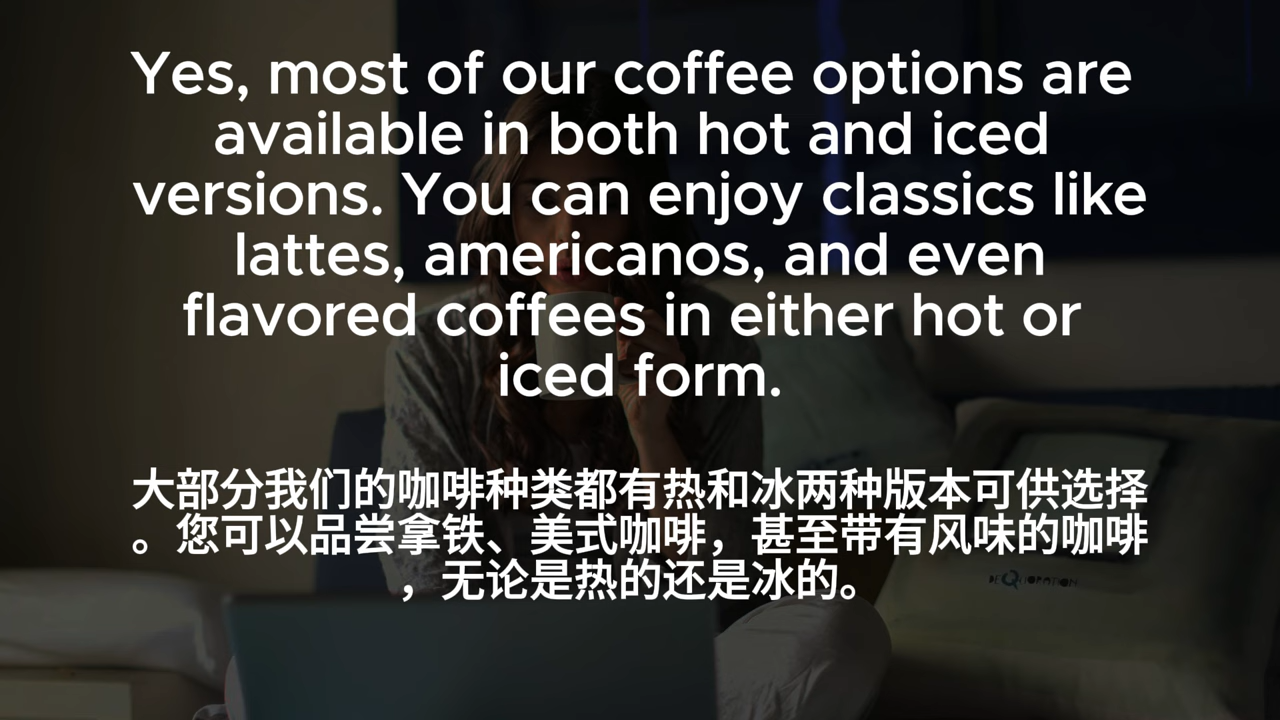 Yes, most of our coffee options are
available in both hot and iced
versions. You can enjoy classics like
lattes, americanos, and even
flavored coffees in either hot or
iced form.
大部分我们的咖啡种类都有热和冰两种版本可供选择
。您可以品尝拿铁、美式咖啡，甚至带有风味的咖啡
，无论是热的还是冰的。